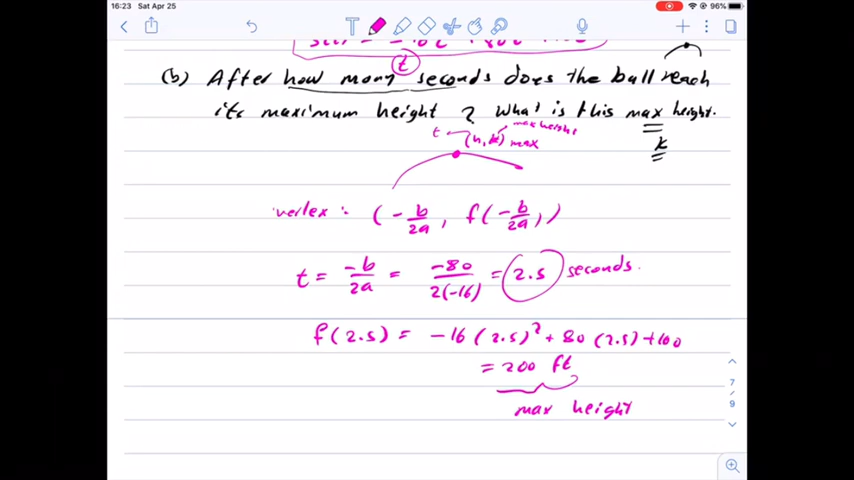 16:23 Sat Apr 25
96%
t
(b) After how many seconds does the ball reach
its maximum height ? What is this max height.
t (h, k) max max height
k
vertex : (-b/2a, f(-b/2a))
t = -b/2a = -80/2(-16) = 2.5 seconds.
f(2.5) = -16 (2.5)² + 80 (2.5) + 100
= 200 ft
max height
7
/
9